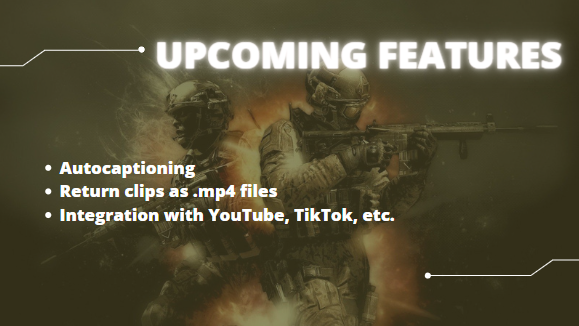 UPCOMING FEATURES
• Autocaptioning
• Return clips as .mp4 files
• Integration with YouTube, TikTok, etc.